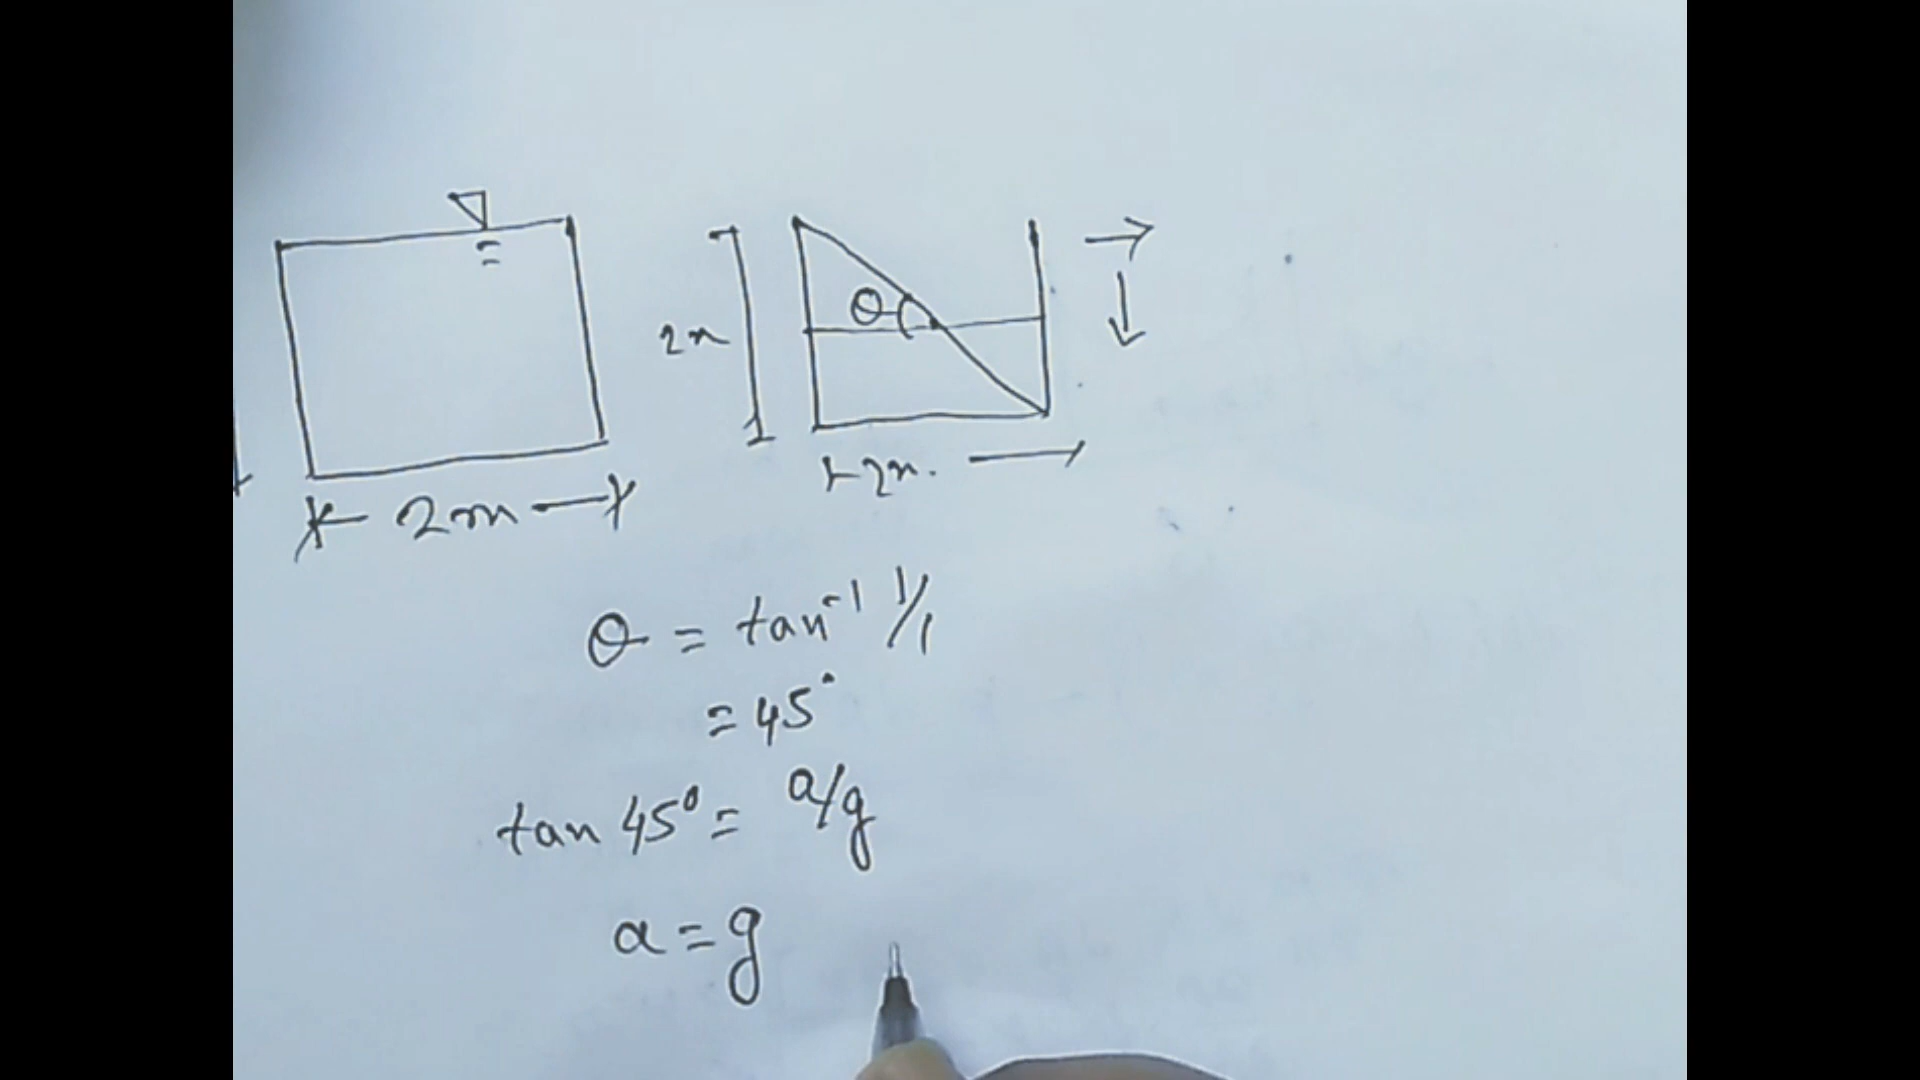 2m
2m
2m.
θ = tan⁻¹ 1/1
= 45°
tan 45° = a/g
a = g